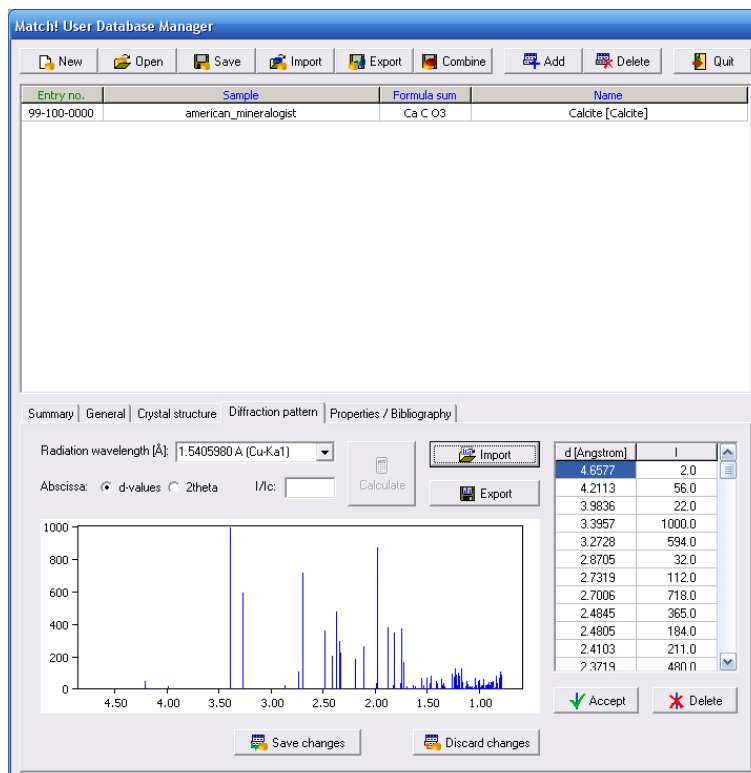 Match! User Database Manager
New Open Save Import Export Combine Add Delete Quit
Entry no. Sample Formula sum Name
99-100-0000 american_mineralogist Ca C O3 Calcite [Calcite]
Summary General Crystal structure Diffraction pattern Properties / Bibliography
Radiation wavelength [Å]: 1.5405980 A (Cu-Ka1)
Abscissa: d-values 2theta I/Ic:
Calculate
Import
Export
1000
800
600
400
200
0
4.50 4.00 3.50 3.00 2.50 2.00 1.50 1.00
d [Angstrom] I
4.6577 2.0
4.2113 56.0
3.9836 22.0
3.3957 1000.0
3.2728 594.0
2.8705 32.0
2.7319 112.0
2.7006 718.0
2.4845 365.0
2.4805 184.0
2.4103 211.0
2.3719 480.0
Accept Delete
Save changes Discard changes